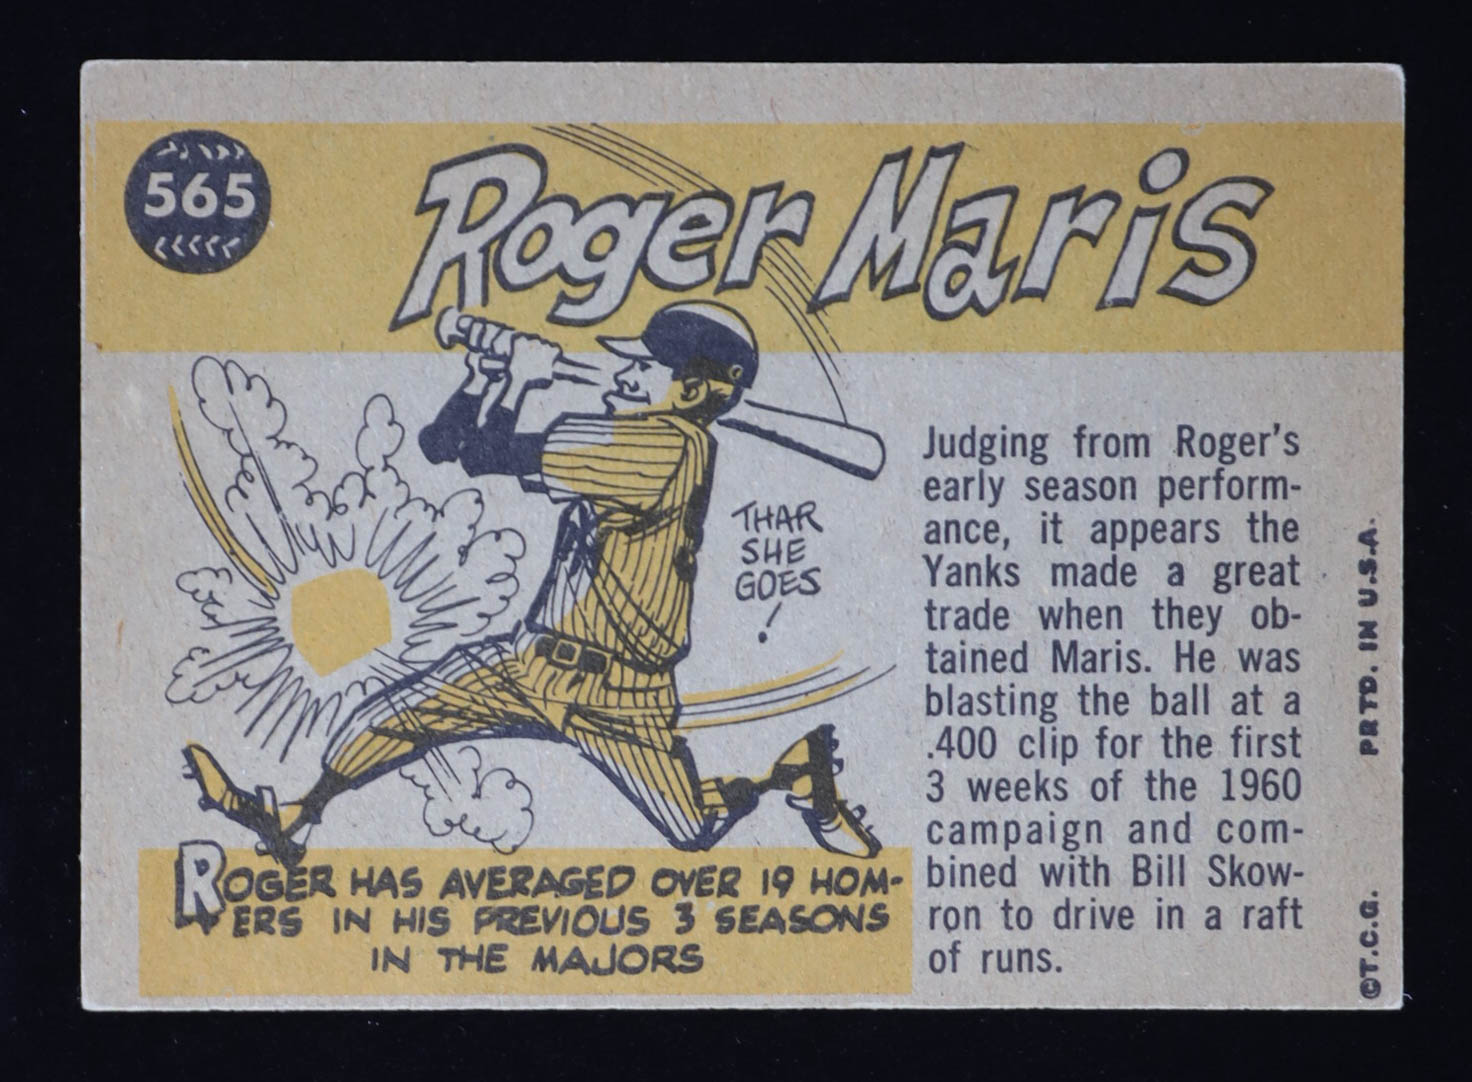 565
Roger Maris
THAR
SHE
GOES
!
Judging from Roger's
early season perform-
ance, it appears the
Yanks made a great
trade when they ob-
tained Maris. He was
blasting the ball at a
.400 clip for the first
3 weeks of the 1960
campaign and com-
bined with Bill Skow-
ron to drive in a raft
of runs.
ROGER HAS AVERAGED OVER 19 HOM-
ERS IN HIS PREVIOUS 3 SEASONS
IN THE MAJORS
©T.C.G. PRTD. IN U.S.A.